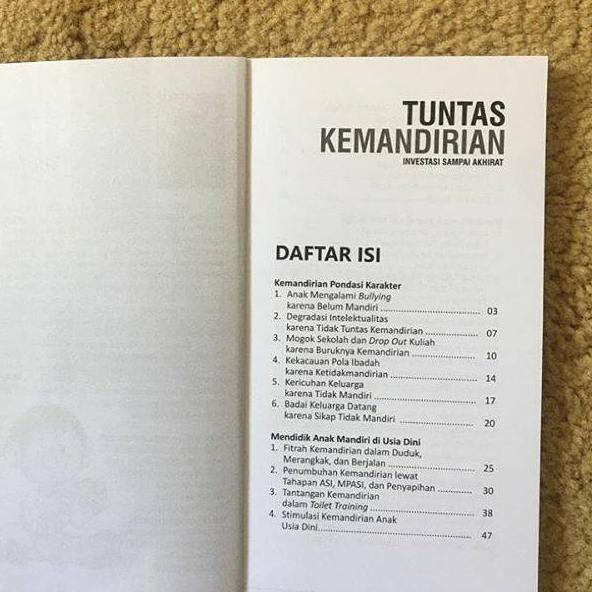 TUNTAS
KEMANDIRIAN
INVESTASI SAMPAI AKHIRAT
DAFTAR ISI
Kemandirian Pondasi Karakter
1. Anak Mengalami Bullying
karena Belum Mandiri ........................................ 03
2. Degradasi Intelektualitas
karena Tidak Tuntas Kemandirian ..................... 07
3. Mogok Sekolah dan Drop Out Kuliah
karena Buruknya Kemandirian .......................... 10
4. Kekacauan Pola Ibadah
karena Ketidakmandirian .................................. 14
5. Kericuhan Keluarga
karena Tidak Mandiri ......................................... 17
6. Badai Keluarga Datang
karena Sikap Tidak Mandiri ............................... 20
Mendidik Anak Mandiri di Usia Dini
1. Fitrah Kemandirian dalam Duduk,
Merangkak, dan Berjalan ................................... 25
2. Penumbuhan Kemandirian lewat
Tahapan ASI, MPASI, dan Penyapihan ............. 30
3. Tantangan Kemandirian
dalam Toilet Training .......................................... 38
4. Stimulasi Kemandirian Anak
Usia Dini............................................................. 47